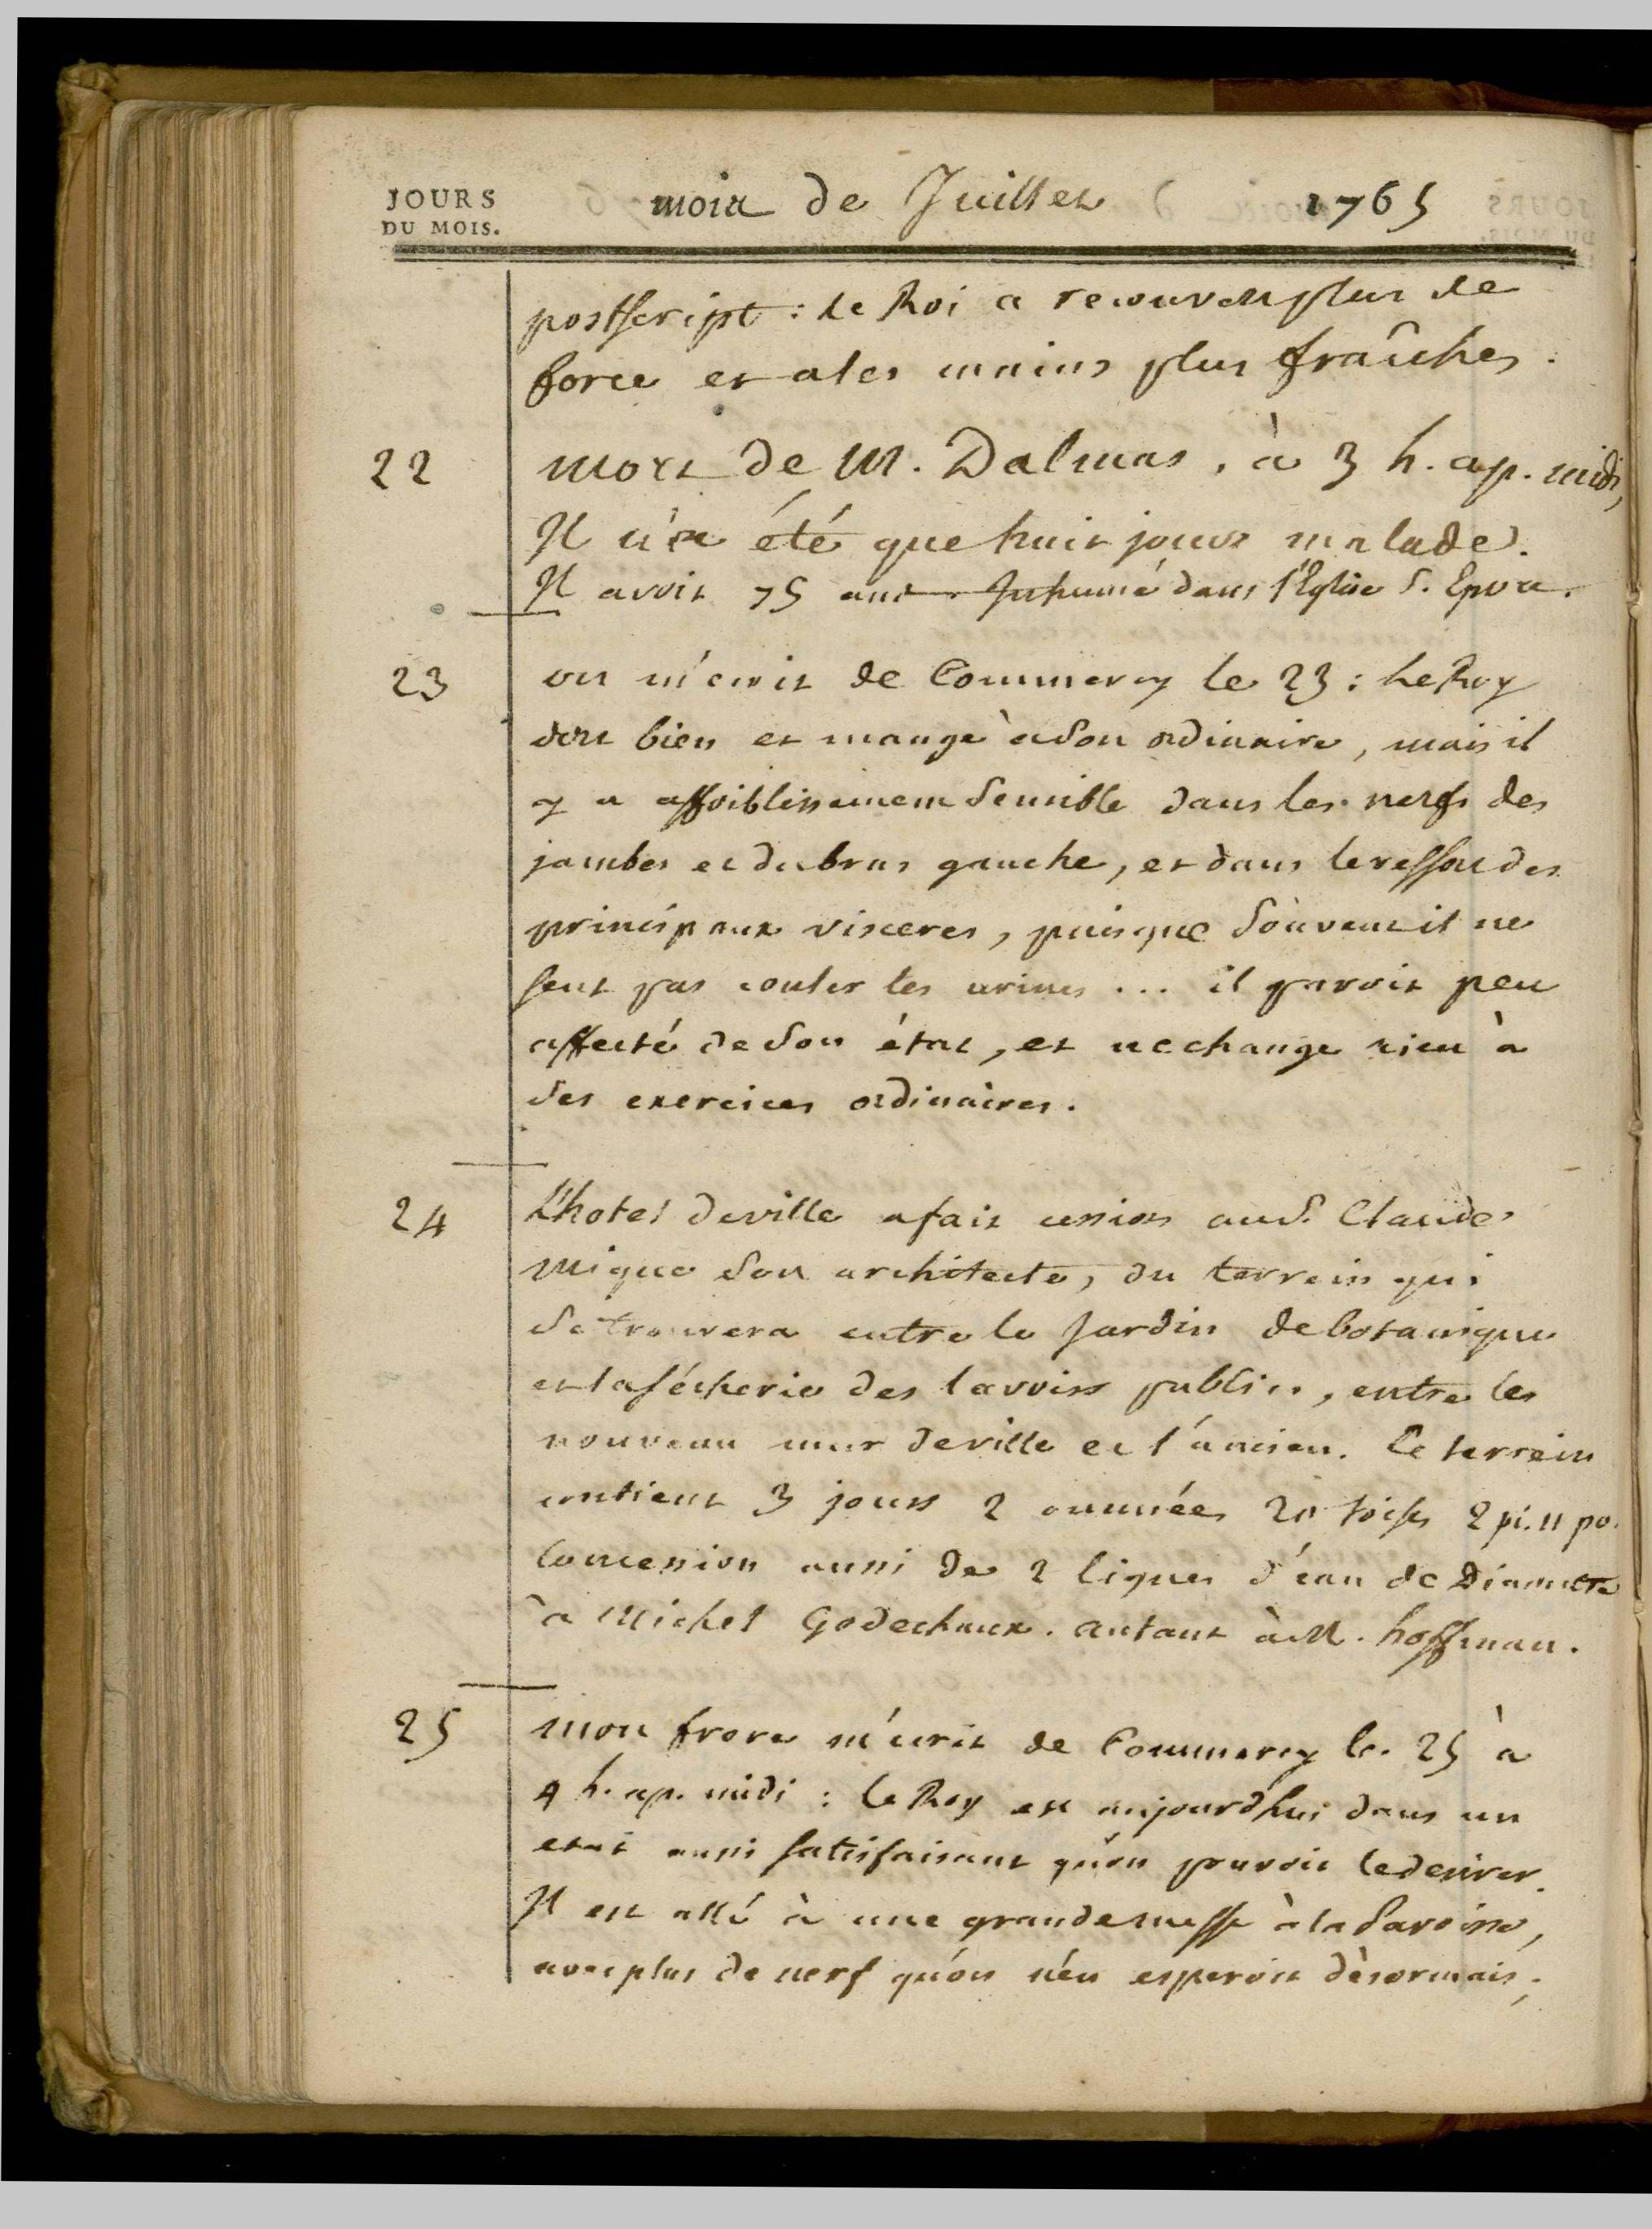 JOURS
DU MOIS.
mois de Juillet 1765
postscript : le Roi a recouvert plus de
force et a les mains plus fraîches.
22 mort de M. Dalmas, à 3 h. ap. midi,
Il n'a été que huit jours malade.
Il avoit 75 ans. Inhumé dans l'Eglise S. Epvre.
23 on m'écrit de Commercy le 23 : le Roy
dort bien et mange à son ordinaire, mais il
y a affoiblissement sensible dans les nerfs des
jambes et du bras gauche, et dans le ressort des
principaux visceres, puisque souvent il ne
sent pas couler les urines ... il paroit peu
affecté de son état, et ne change rien à
ses exercices ordinaires.
24 L'hotel de ville a fait cession au S. Claude
Mique son architecte, du terrein qui
se trouvera entre le Jardin de botanique
et la sécherie des lavoirs publics, entre les
nouveau mur de ville et l'ancien. Ce terrein
contient 3 jours 2 ommées 20 toises 2 pi. 11 po.
Concession aussi de 2 lignes d'eau de Diametre
à Michel Godechaux. autant à M. hoffman.
25 mon frere m'écrit de Commercy le 25 à
4 h. ap. midi : le Roy est aujourdhui dans un
etat aussi satisfaisant qu'on pouvoit le desirer.
Il est allé à une grande messe à la Paroisse,
avec plus de nerf qu'on n'en esperoit désormais ;